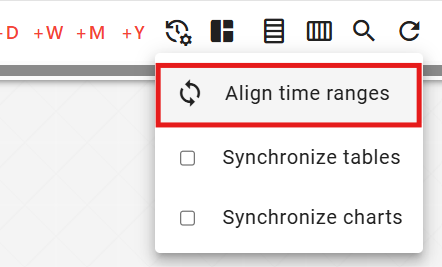 D +W +M +Y
Align time ranges
Synchronize tables
Synchronize charts